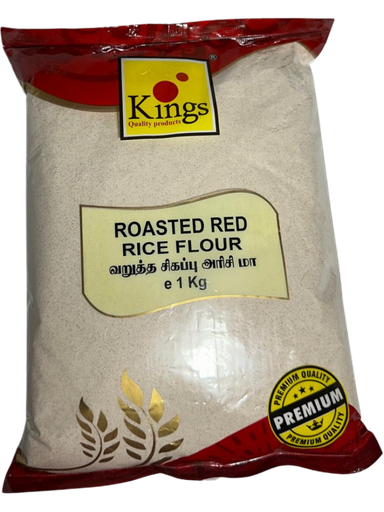 ®
Kings
Quality products
ROASTED RED
RICE FLOUR
வறுத்த சிகப்பு அரிசி மா
e 1 Kg
PREMIUM QUALITY
PREMIUM
PREMIUM QUALITY